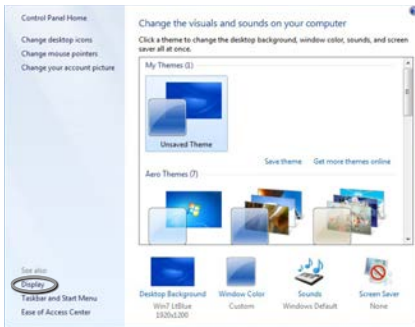 Control Panel Home
Change desktop icons
Change mouse pointers
Change your account picture
See also
Display
Taskbar and Start Menu
Ease of Access Center
Change the visuals and sounds on your computer
Click a theme to change the desktop background, window color, sounds, and screen
saver all at once.
My Themes (1)
Unsaved Theme
Save theme Get more themes online
Aero Themes (7)
Desktop Background
Win7 LtBlue
1920x1200
Window Color
Custom
Sounds
Windows Default
Screen Saver
None